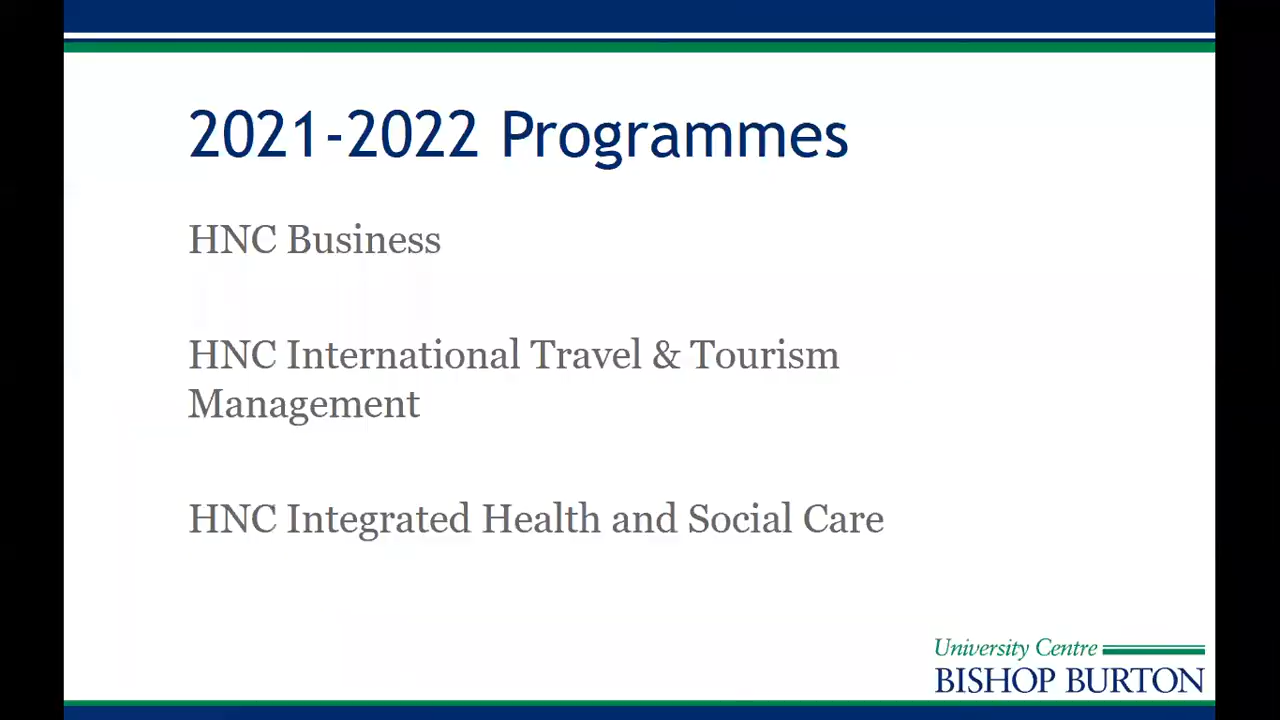 2021-2022 Programmes
HNC Business
HNC International Travel & Tourism
Management
HNC Integrated Health and Social Care
University Centre
BISHOP BURTON